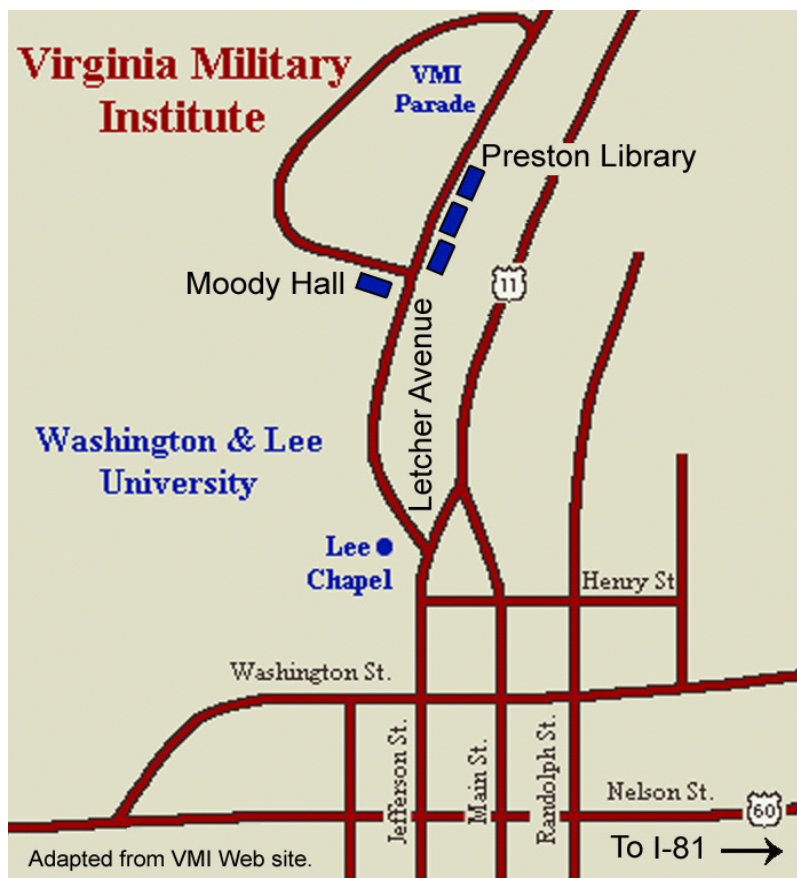 Virginia Military
Institute
VMI
Parade
Preston Library
Moody Hall
11
Letcher Avenue
Washington & Lee
University
Lee
Chapel
Henry St
Washington St.
Jefferson St.
Main St.
Randolph St.
Nelson St.
60
To I-81
Adapted from VMI Web site.